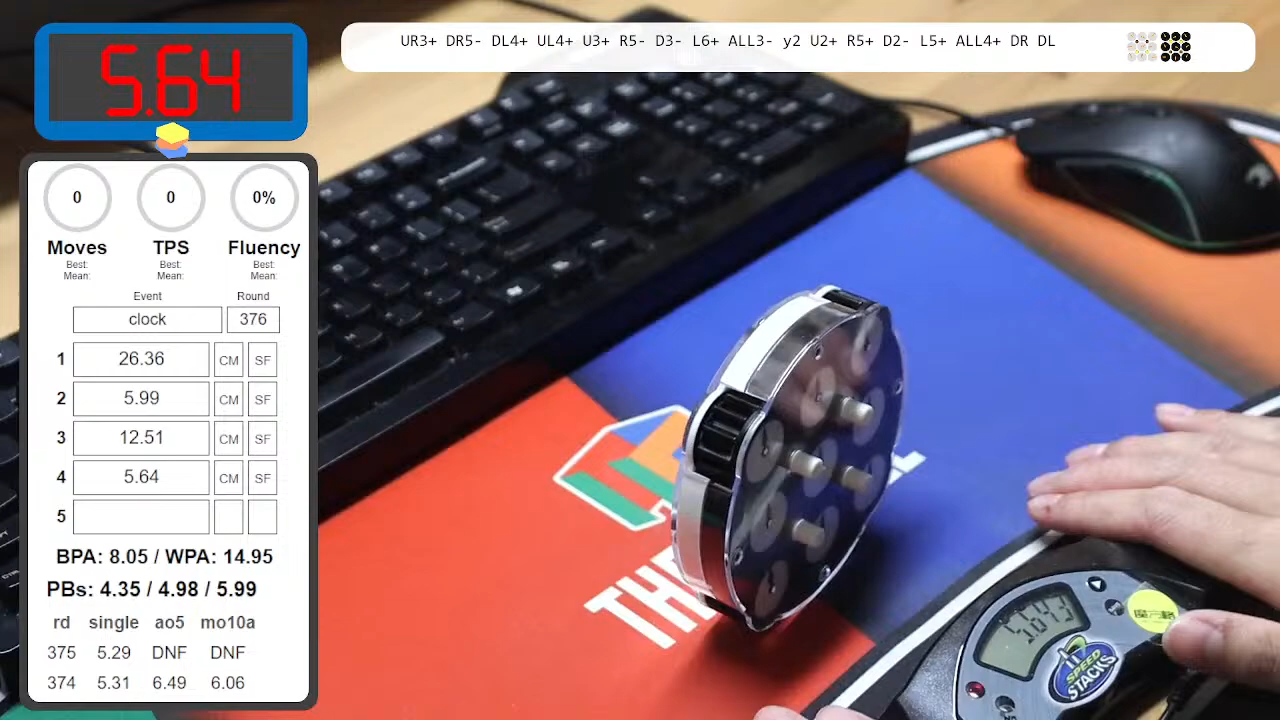 5.64
UR3+ DR5- DL4+ UL4+ U3+ R5- D3- L6+ ALL3- y2 U2+ R5+ D2- L5+ ALL4+ DR DL
0 0 0%
Moves TPS Fluency
Best: Best: Best:
Mean: Mean: Mean:
Event Round
clock 376
1 26.36 CM SF
2 5.99 CM SF
3 12.51 CM SF
4 5.64 CM SF
5
BPA: 8.05 / WPA: 14.95
PBs: 4.35 / 4.98 / 5.99
rd single ao5 mo10a
375 5.29 DNF DNF
374 5.31 6.49 6.06
TH
L
5.643
SPEED
STACKS